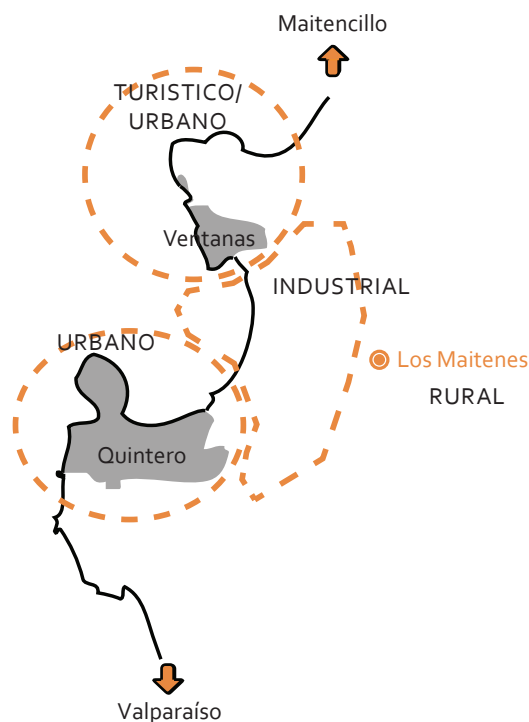 Maitencillo
TURISTICO/
URBANO
Ventanas
INDUSTRIAL
URBANO
Los Maitenes
RURAL
Quintero
Valparaíso